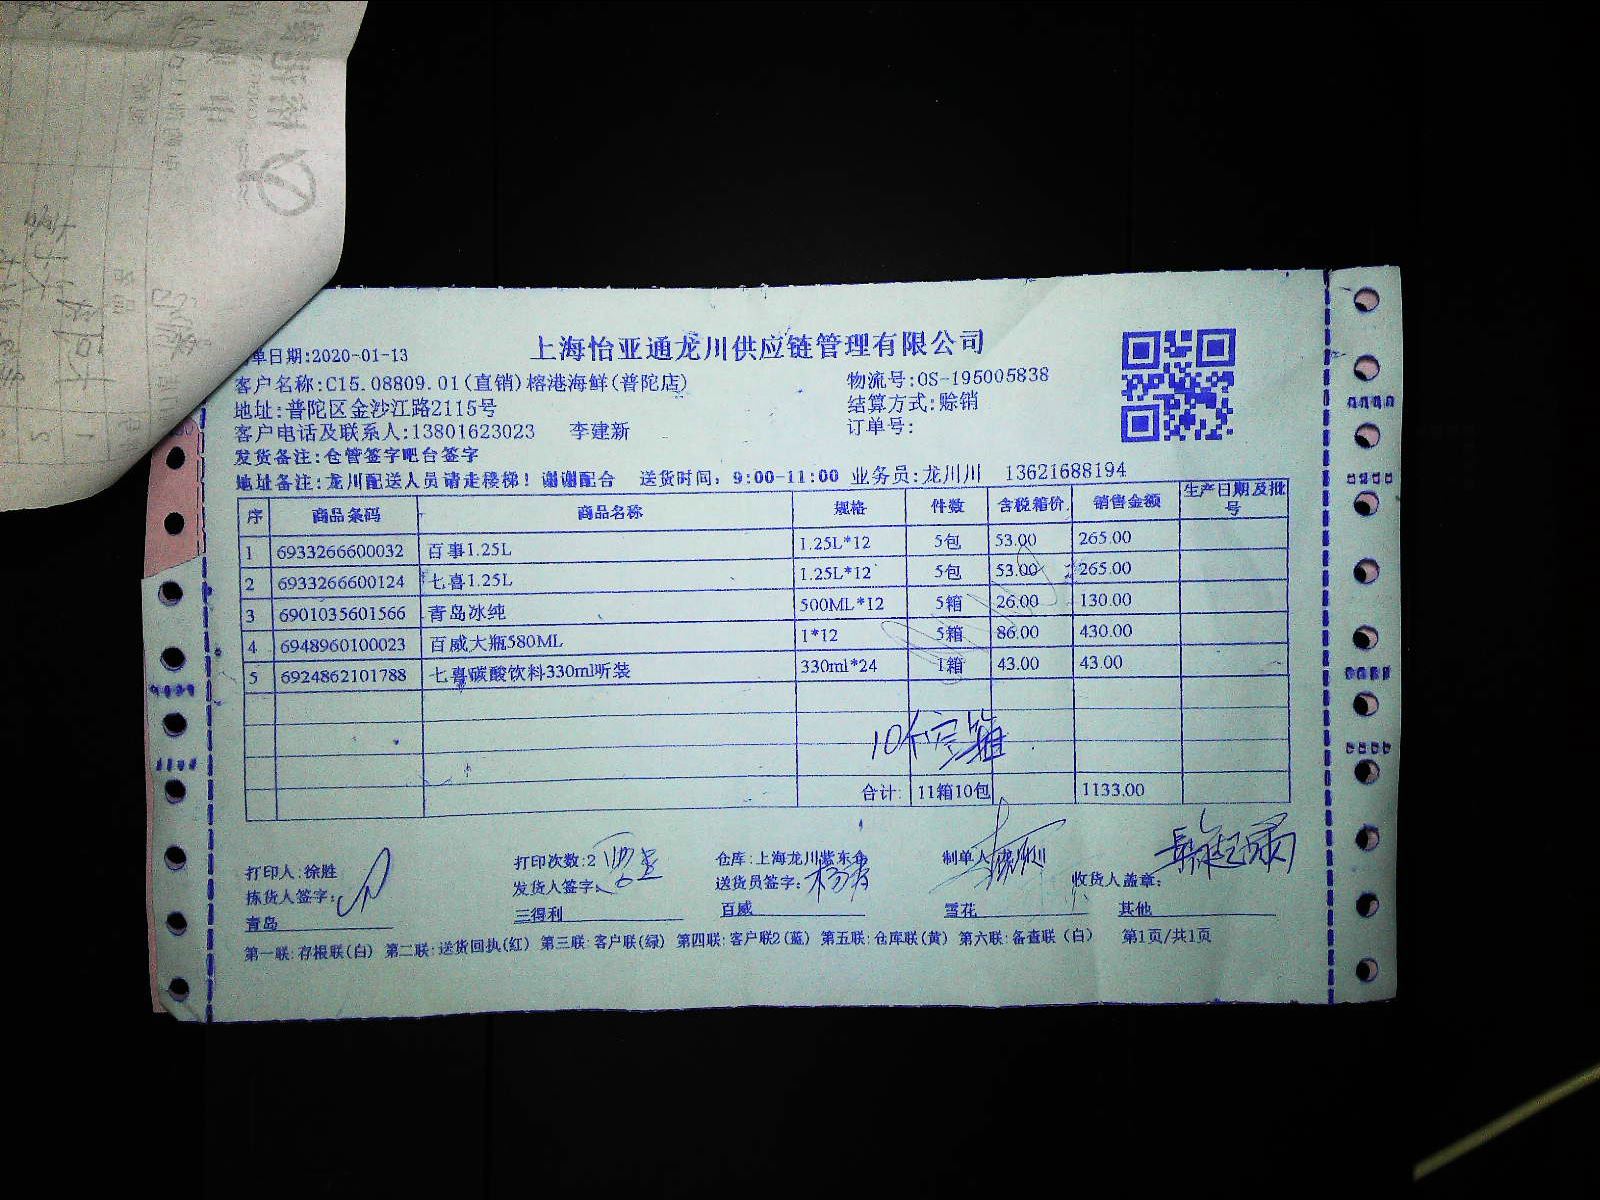 上海怡亚通龙川供应链管理有限公司
单日期:2020-01-13
客户名称:C15.08809.01(直销)榕港海鲜(普陀店) 物流号:OS-195005838
地址:普陀区金沙江路2115号 结算方式:赊销
客户电话及联系人:13801623023 李建新 订单号:
发货备注:仓管签字吧台签字
地址备注:龙川配送人员请走楼梯！谢谢配合 送货时间：9:00-11:00 业务员:龙川川 13621688194
序 商品条码 商品名称 规格 件数 含税箱价 销售金额 生产日期及批号
1 6933266600032 百事1.25L 1.25L*12 5包 53.00 265.00
2 6933266600124 七喜1.25L 1.25L*12 5包 53.00 265.00
3 6901035601566 青岛冰纯 500ML*12 5箱 26.00 130.00
4 6948960100023 百威大瓶580ML 1*12 5箱 86.00 430.00
5 6924862101788 七喜碳酸饮料330ml听装 330ml*24 1箱 43.00 43.00
10个空箱
合计: 11箱10包 1133.00
打印人:徐胜 打印次数:2 仓库:上海龙川紫东仓 制单人
拣货人签字: 发货人签字: 送货员签字: 收货人盖章:
青岛 三得利 百威 雪花 其他
第一联:存根联(白) 第二联:送货回执(红) 第三联:客户联(绿) 第四联:客户联2(蓝) 第五联:仓库联(黄) 第六联:备查联(白) 第1页/共1页